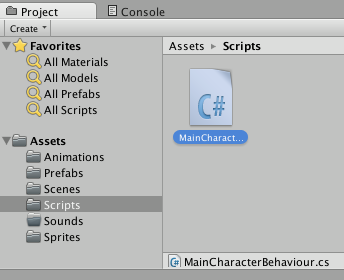 Project
Console
Create
Favorites
All Materials
All Models
All Prefabs
All Scripts
Assets
Animations
Prefabs
Scenes
Scripts
Sounds
Sprites
Assets ▸ Scripts
C#
MainCharact...
C# MainCharacterBehaviour.cs